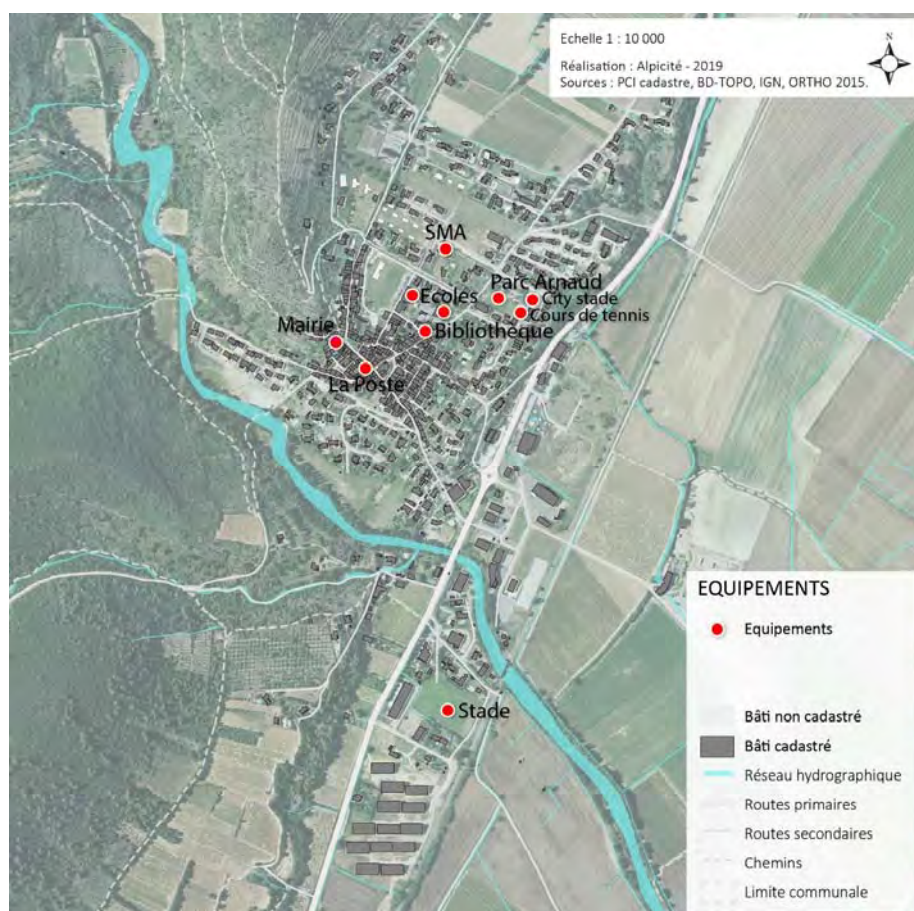 Echelle 1 : 10 000
N
Réalisation : Alpicité - 2019
Sources : PCI cadastre, BD-TOPO, IGN, ORTHO 2015.
SMA
Parc Arnaud
Ecoles
City stade
Cours de tennis
Mairie
Bibliothèque
La Poste
Stade
EQUIPEMENTS
Equipements
Bâti non cadastré
Bâti cadastré
Réseau hydrographique
Routes primaires
Routes secondaires
Chemins
Limite communale